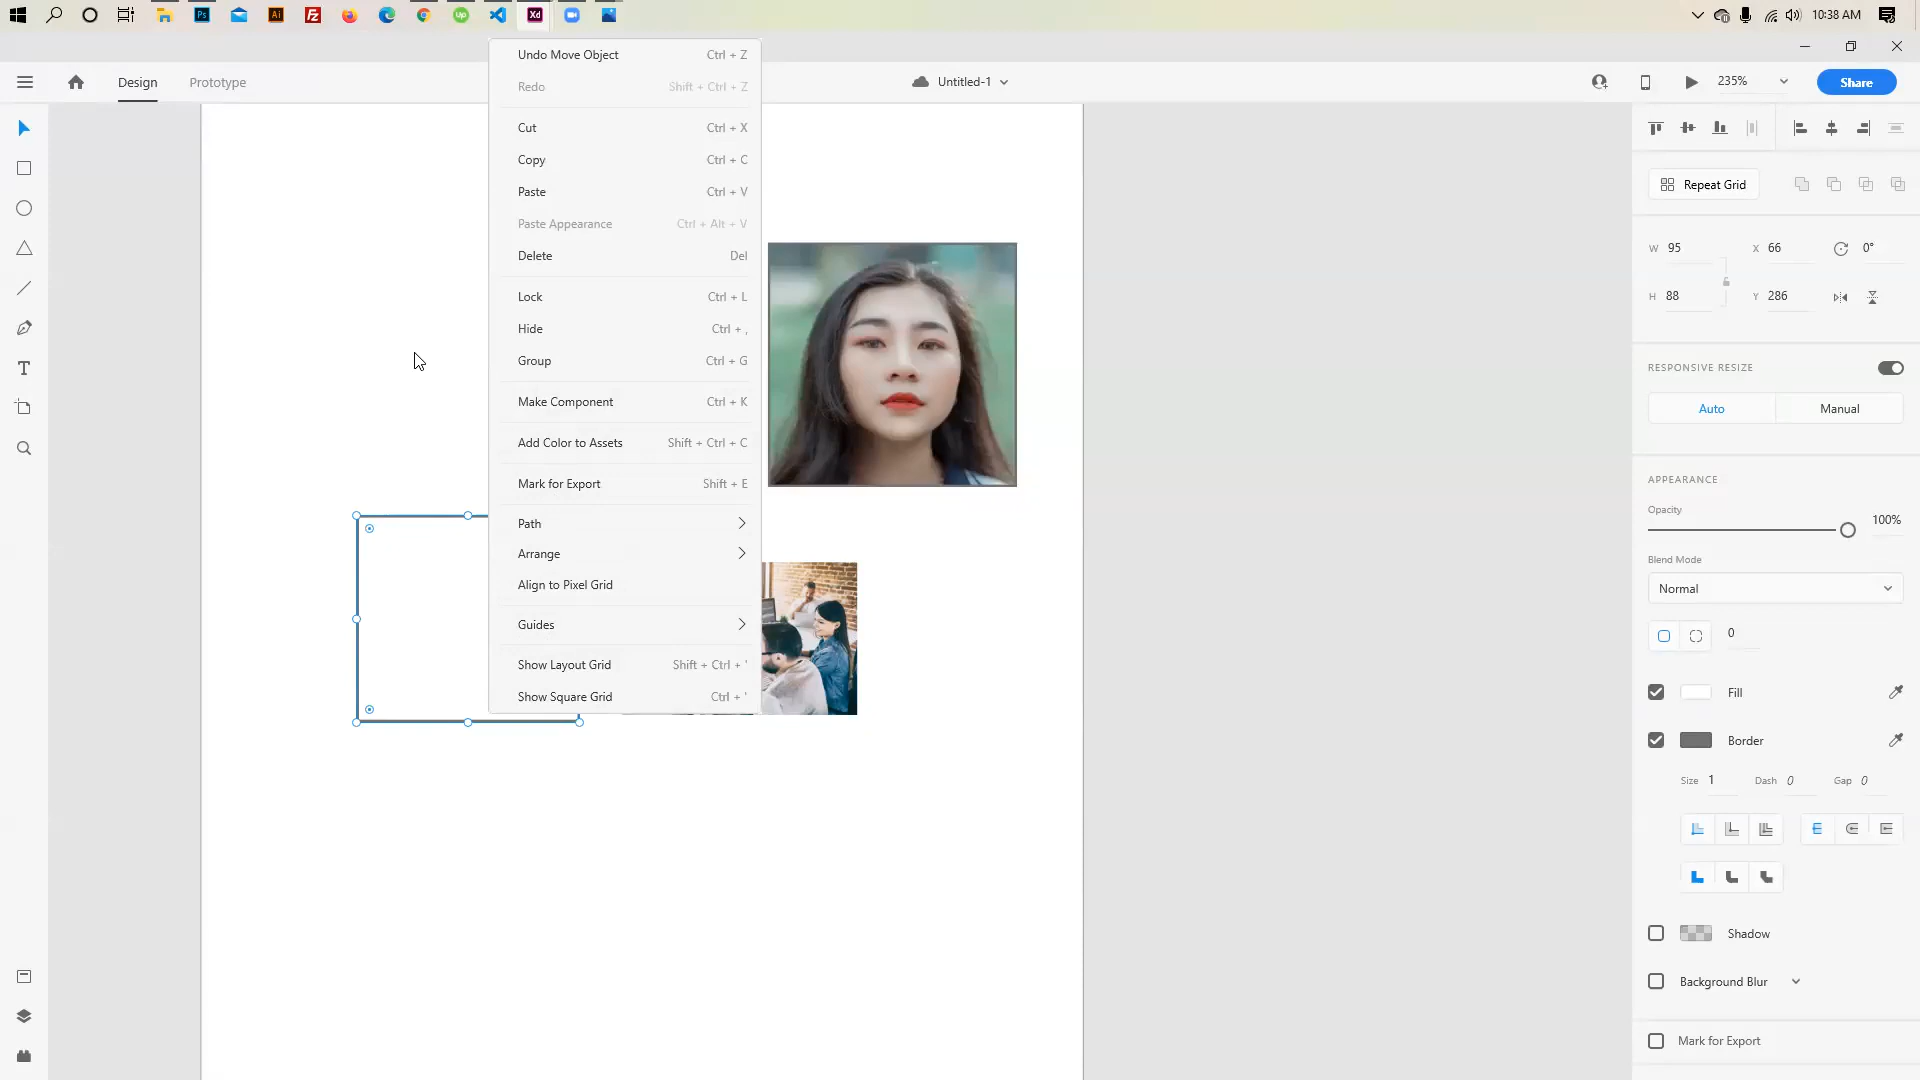 Ps
Ai
Fz
Up
Xd
10:38 AM
Design
Prototype
Untitled-1
235%
Share
Undo Move Object Ctrl + Z
Redo Shift + Ctrl + Z
Cut Ctrl + X
Copy Ctrl + C
Paste Ctrl + V
Paste Appearance Ctrl + Alt + V
Delete Del
Lock Ctrl + L
Hide Ctrl + ,
Group Ctrl + G
Make Component Ctrl + K
Add Color to Assets Shift + Ctrl + C
Mark for Export Shift + E
Path
Arrange
Align to Pixel Grid
Guides
Show Layout Grid Shift + Ctrl + '
Show Square Grid Ctrl + '
Repeat Grid
W 95 X 66 0°
H 88 Y 286
RESPONSIVE RESIZE
Auto Manual
APPEARANCE
Opacity
100%
Blend Mode
Normal
0
Fill
Border
Size 1 Dash 0 Gap 0
Shadow
Background Blur
Mark for Export